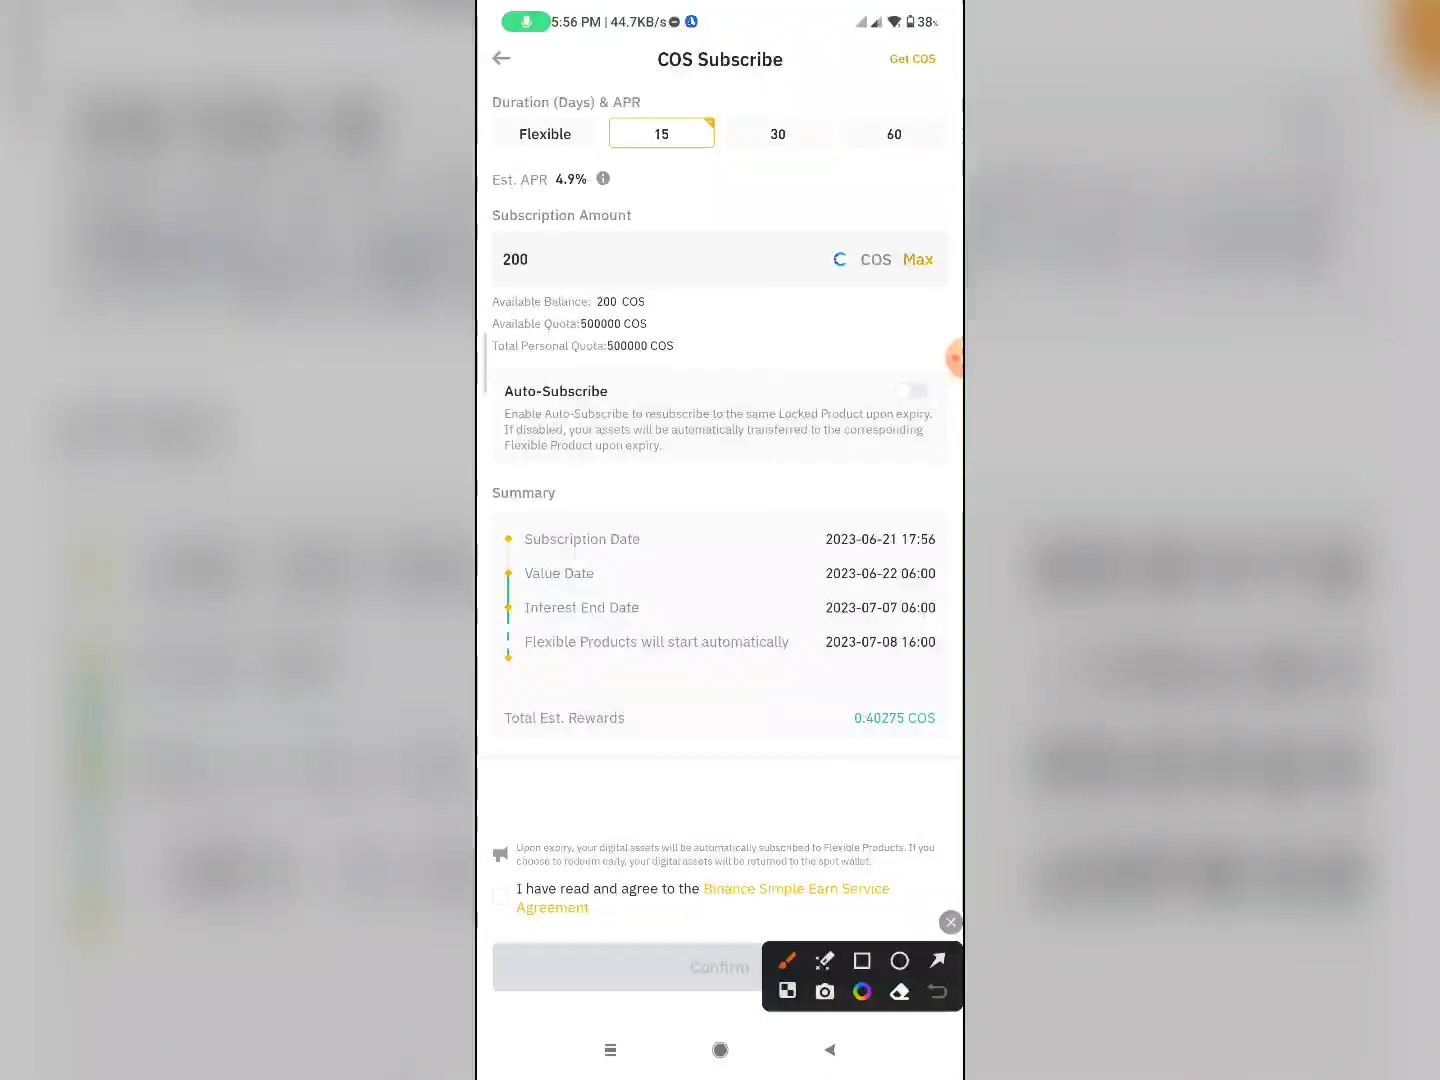 5:56 PM | 44.7KB/s
38%
COS Subscribe
Get COS
Duration (Days) & APR
Flexible
15
30
60
Est. APR 4.9%
Subscription Amount
200
COS Max
Available Balance: 200 COS
Available Quota:500000 COS
Total Personal Quota:500000 COS
Auto-Subscribe
Enable Auto-Subscribe to resubscribe to the same Locked Product upon expiry.
If disabled, your assets will be automatically transferred to the corresponding
Flexible Product upon expiry.
Summary
Subscription Date 2023-06-21 17:56
Value Date 2023-06-22 06:00
Interest End Date 2023-07-07 06:00
Flexible Products will start automatically 2023-07-08 16:00
Total Est. Rewards 0.40275 COS
Upon expiry, your digital assets will be automatically subscribed to Flexible Products. If you
choose to redeem early, your digital assets will be returned to the spot wallet.
I have read and agree to the Binance Simple Earn Service
Agreement
Confirm